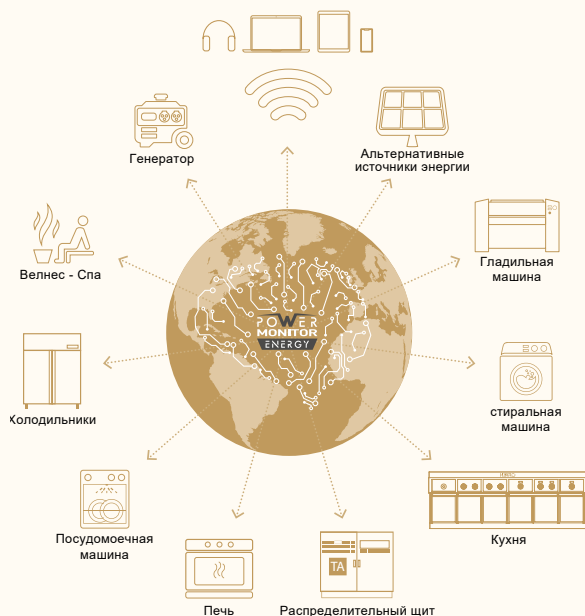 Генератор
Альтернативные
источники энергии
Велнес - Спа
Гладильная
машина
POWER
MONITOR
ENERGY
Холодильники
стиральная
машина
Посудомоечная
машина
Кухня
TA
Печь
Распределительный щит